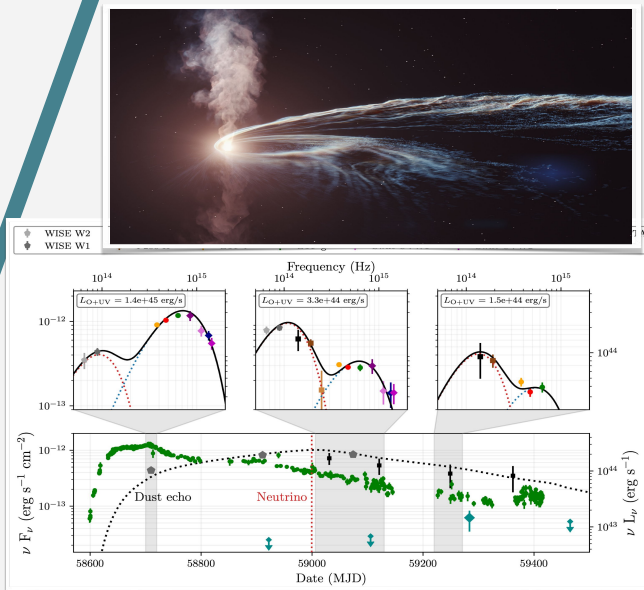 WISE W2
WISE W1
Frequency (Hz)
10^14 10^15 10^14 10^15 10^14 10^15
L_O+UV = 1.4e+45 erg/s
L_O+UV = 3.3e+44 erg/s
L_O+UV = 1.5e+44 erg/s
10^−12
10^−13
10^44
10^−12
10^−13
10^44
10^43
Dust echo
Neutrino
ν F_ν (erg s^−1 cm^−2)
ν L_ν (erg s^−1)
58600 58800 59000 59200 59400
Date (MJD)